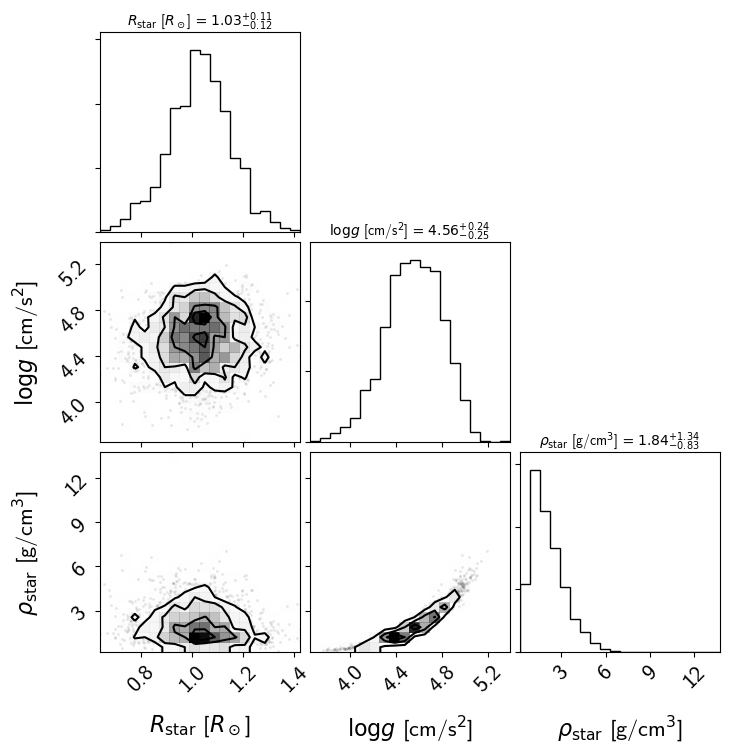 R_star [R_⊙] = 1.03^{+0.11}_{-0.12}
logg [cm/s²] = 4.56^{+0.24}_{-0.25}
logg [cm/s²]
5.2
4.8
4.4
4.0
ρ_star [g/cm³] = 1.84^{+1.34}_{-0.83}
ρ_star [g/cm³]
12
9
6
3
0.8 1.0 1.2 1.4
4.0 4.4 4.8 5.2
3 6 9 12
R_star [R_⊙]
logg [cm/s²]
ρ_star [g/cm³]